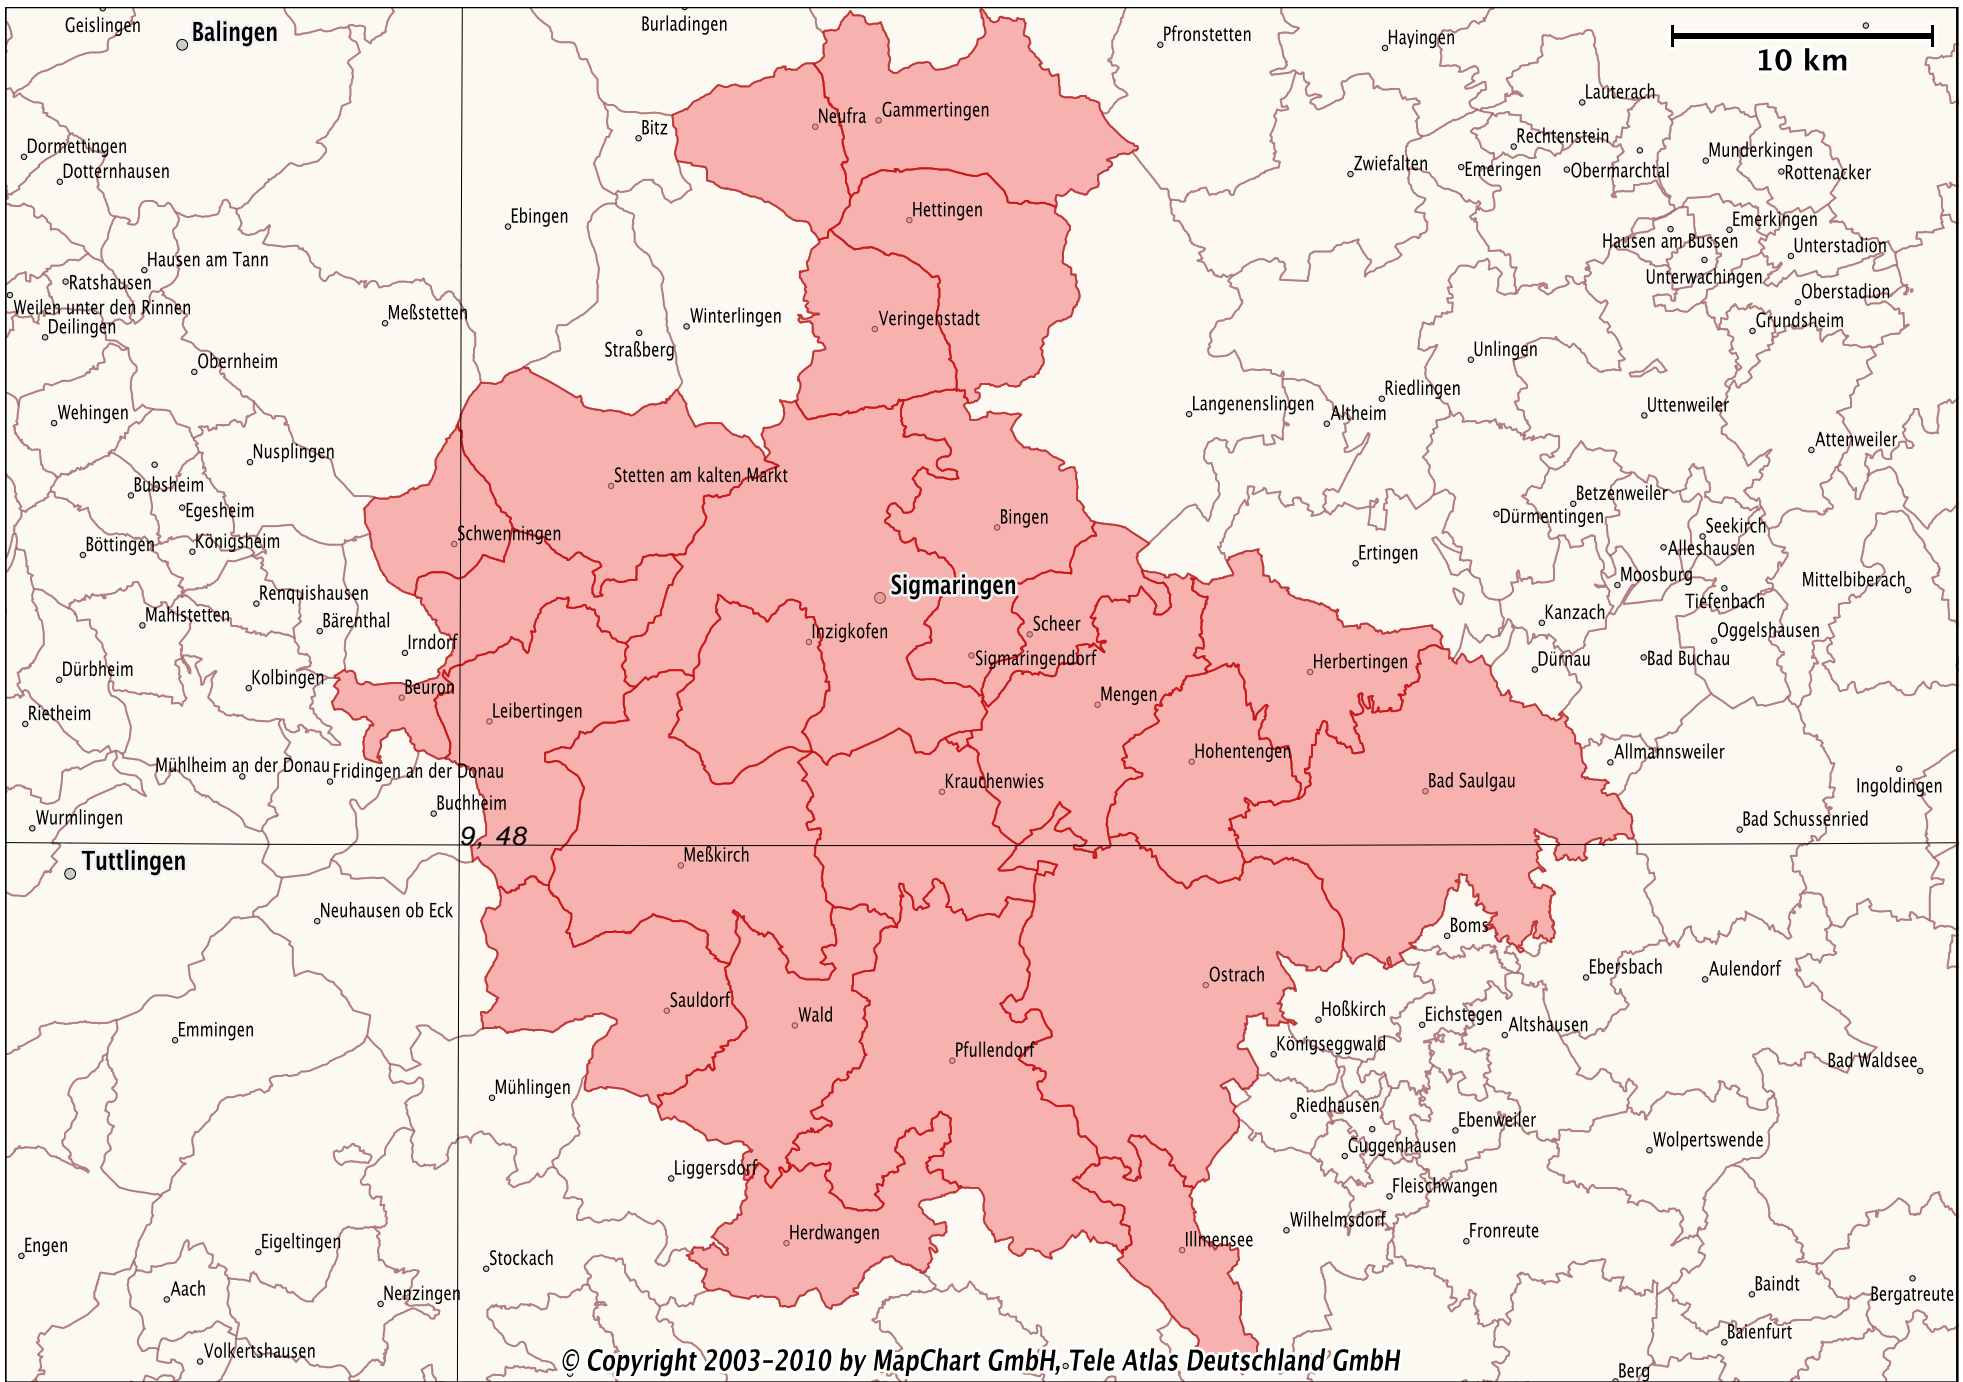 Geislingen
Balingen
Burladingen
Pfronstetten
Hayingen
10 km
Lauterach
Neufra
Gammertingen
Bitz
Rechtenstein
Dormettingen
Munderkingen
Zwiefalten
Emeringen
Obermarchtal
Rottenacker
Dotternhausen
Hettingen
Ebingen
Emerkingen
Hausen am Bussen
Unterstadion
Hausen am Tann
Unterwachingen
Ratshausen
Oberstadion
Weilen unter den Rinnen
Meßstetten
Winterlingen
Veringenstadt
Grundsheim
Deilingen
Straßberg
Unlingen
Obernheim
Riedlingen
Langenenslingen
Altheim
Uttenweiler
Wehingen
Attenweiler
Nusplingen
Stetten am kalten Markt
Bubsheim
Betzenweiler
Egesheim
Bingen
Dürmentingen
Seekirch
Schwenningen
Königsheim
Böttingen
Alleshausen
Ertingen
Moosburg
Mittelbiberach
Sigmaringen
Renquishausen
Tiefenbach
Mahlstetten
Bärenthal
Kanzach
Scheer
Inzigkofen
Oggelshausen
Irndorf
Sigmaringendorf
Herbertingen
Dürnau
Bad Buchau
Dürbheim
Kolbingen
Beuron
Mengen
Rietheim
Leibertingen
Hohentengen
Allmannsweiler
Mühlheim an der Donau
Fridingen an der Donau
Krauchenwies
Bad Saulgau
Ingoldingen
Buchheim
Wurmlingen
Bad Schussenried
9, 48
Tuttlingen
Meßkirch
Neuhausen ob Eck
Boms
Ebersbach
Aulendorf
Ostrach
Sauldorf
Hoßkirch
Wald
Eichstegen
Altshausen
Emmingen
Königseggwald
Pfullendorf
Bad Waldsee
Mühlingen
Riedhausen
Ebenweiler
Guggenhausen
Wolpertswende
Liggersdorf
Fleischwangen
Wilhelmsdorf
Fronreute
Herdwangen
Illmensee
Engen
Eigeltingen
Stockach
Aach
Nenzingen
Baindt
Bergatreute
Baienfurt
Volkertshausen
© Copyright 2003-2010 by MapChart GmbH, Tele Atlas Deutschland GmbH
Berg